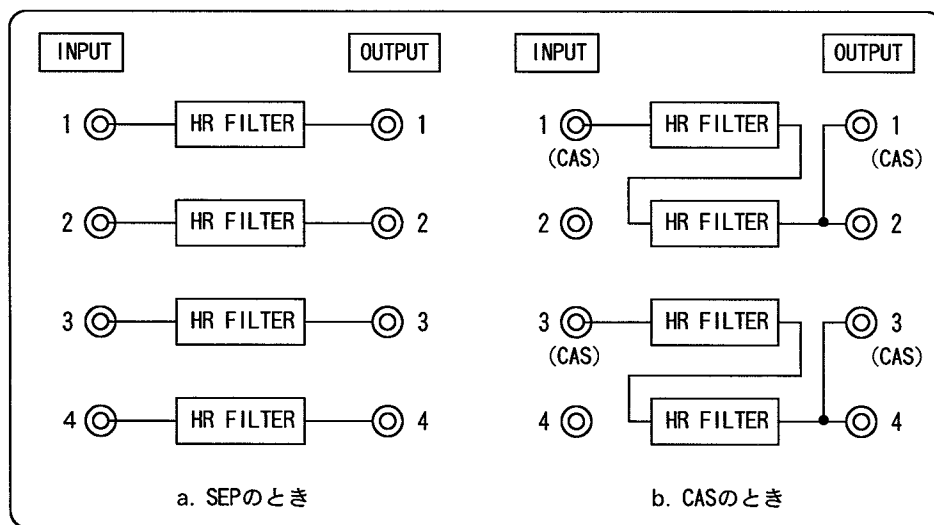 INPUT OUTPUT
1 HR FILTER 1
2 HR FILTER 2
3 HR FILTER 3
4 HR FILTER 4
a. SEPのとき
INPUT OUTPUT
1 HR FILTER 1
(CAS) (CAS)
2 HR FILTER 2
3 HR FILTER 3
(CAS) (CAS)
4 HR FILTER 4
b. CASのとき